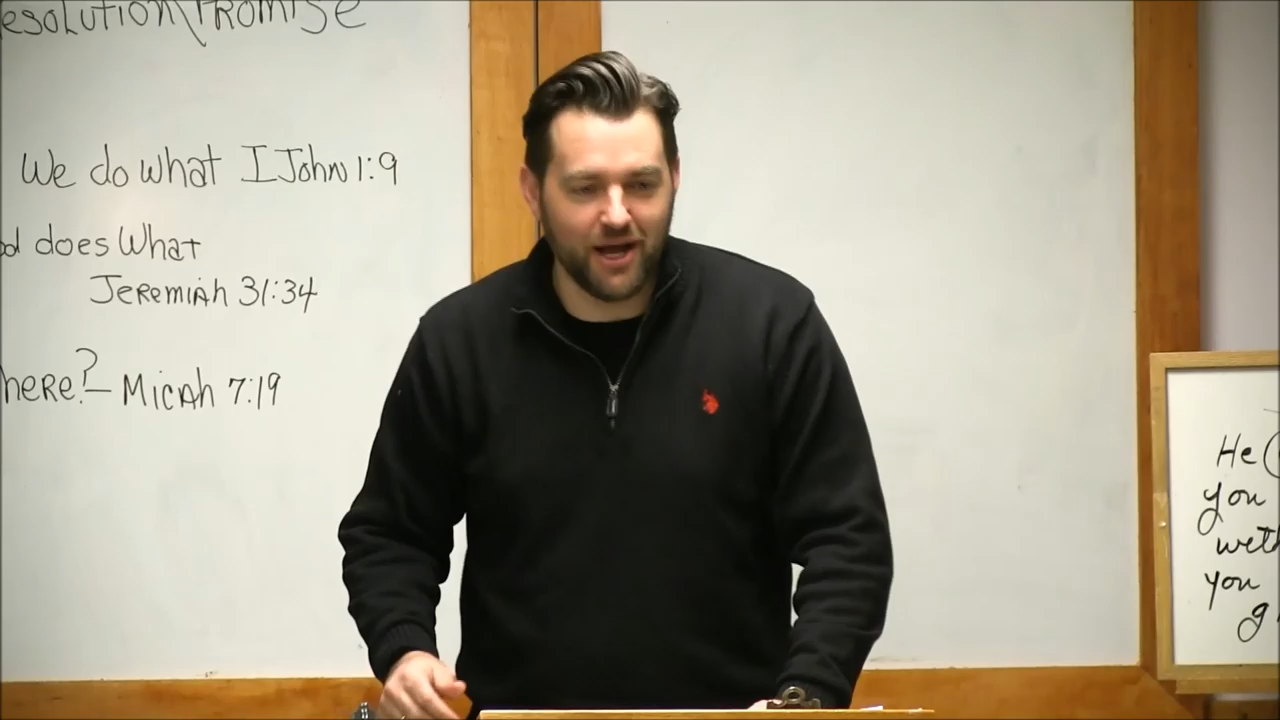 esolution\Promise
We do what I John 1:9
od does What
Jeremiah 31:34
here?- Micah 7:19
He
you
with
you